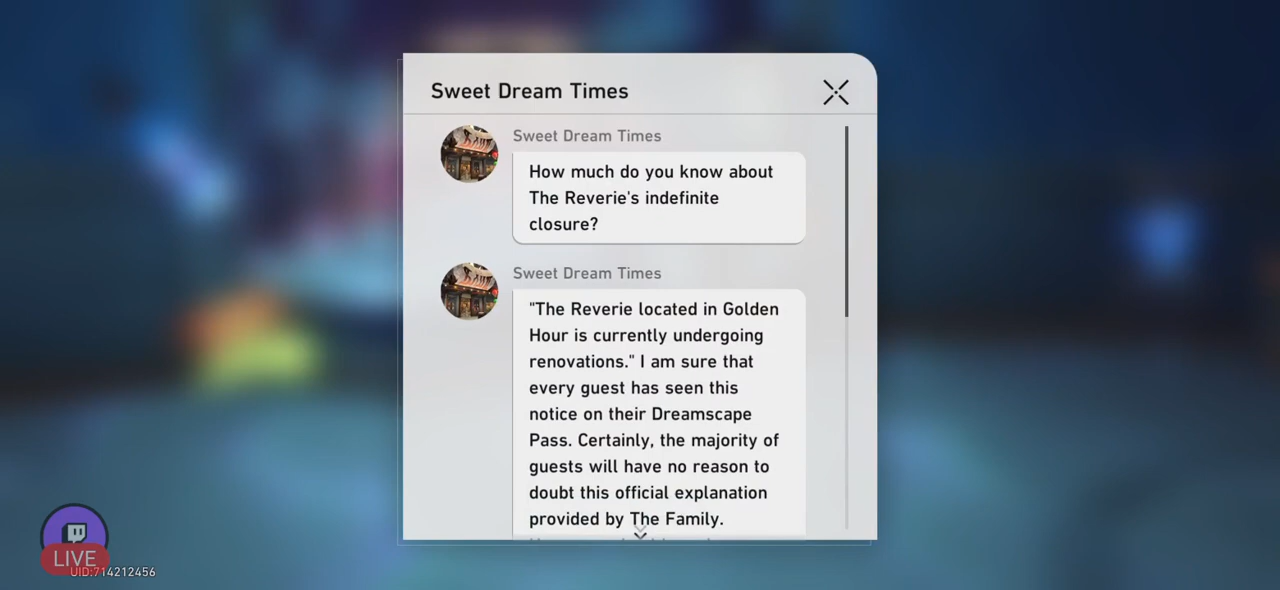 Sweet Dream Times
Sweet Dream Times
How much do you know about
The Reverie's indefinite
closure?
Sweet Dream Times
"The Reverie located in Golden
Hour is currently undergoing
renovations." I am sure that
every guest has seen this
notice on their Dreamscape
Pass. Certainly, the majority of
guests will have no reason to
doubt this official explanation
provided by The Family.
LIVE
UID:714212456